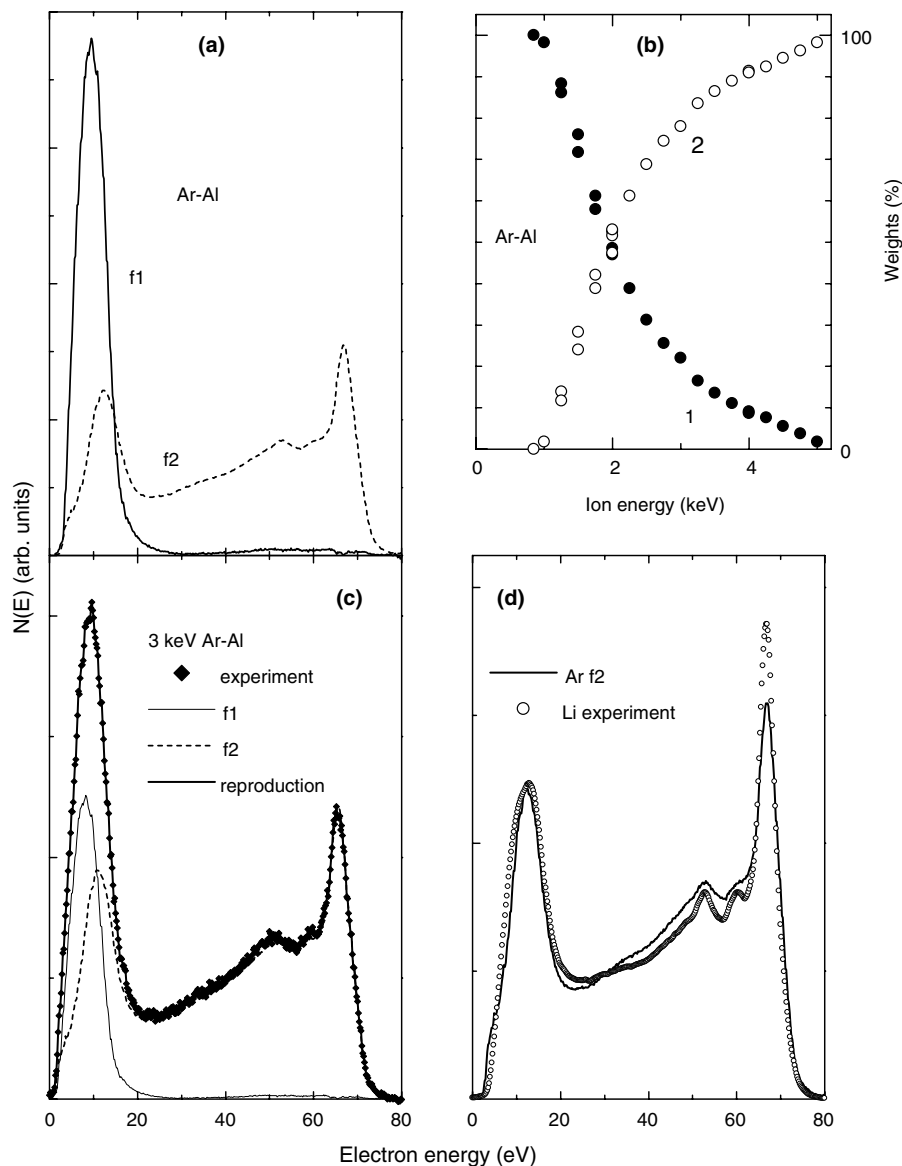 (a)
Ar-Al
f1
f2
(b)
100
2
Ar-Al
1
0
0
2
4
Ion energy (keV)
Weights (%)
N(E) (arb. units)
(c)
3 keV Ar-Al
experiment
f1
f2
reproduction
0
20
40
60
80
(d)
Ar f2
Li experiment
0
20
40
60
80
Electron energy (eV)